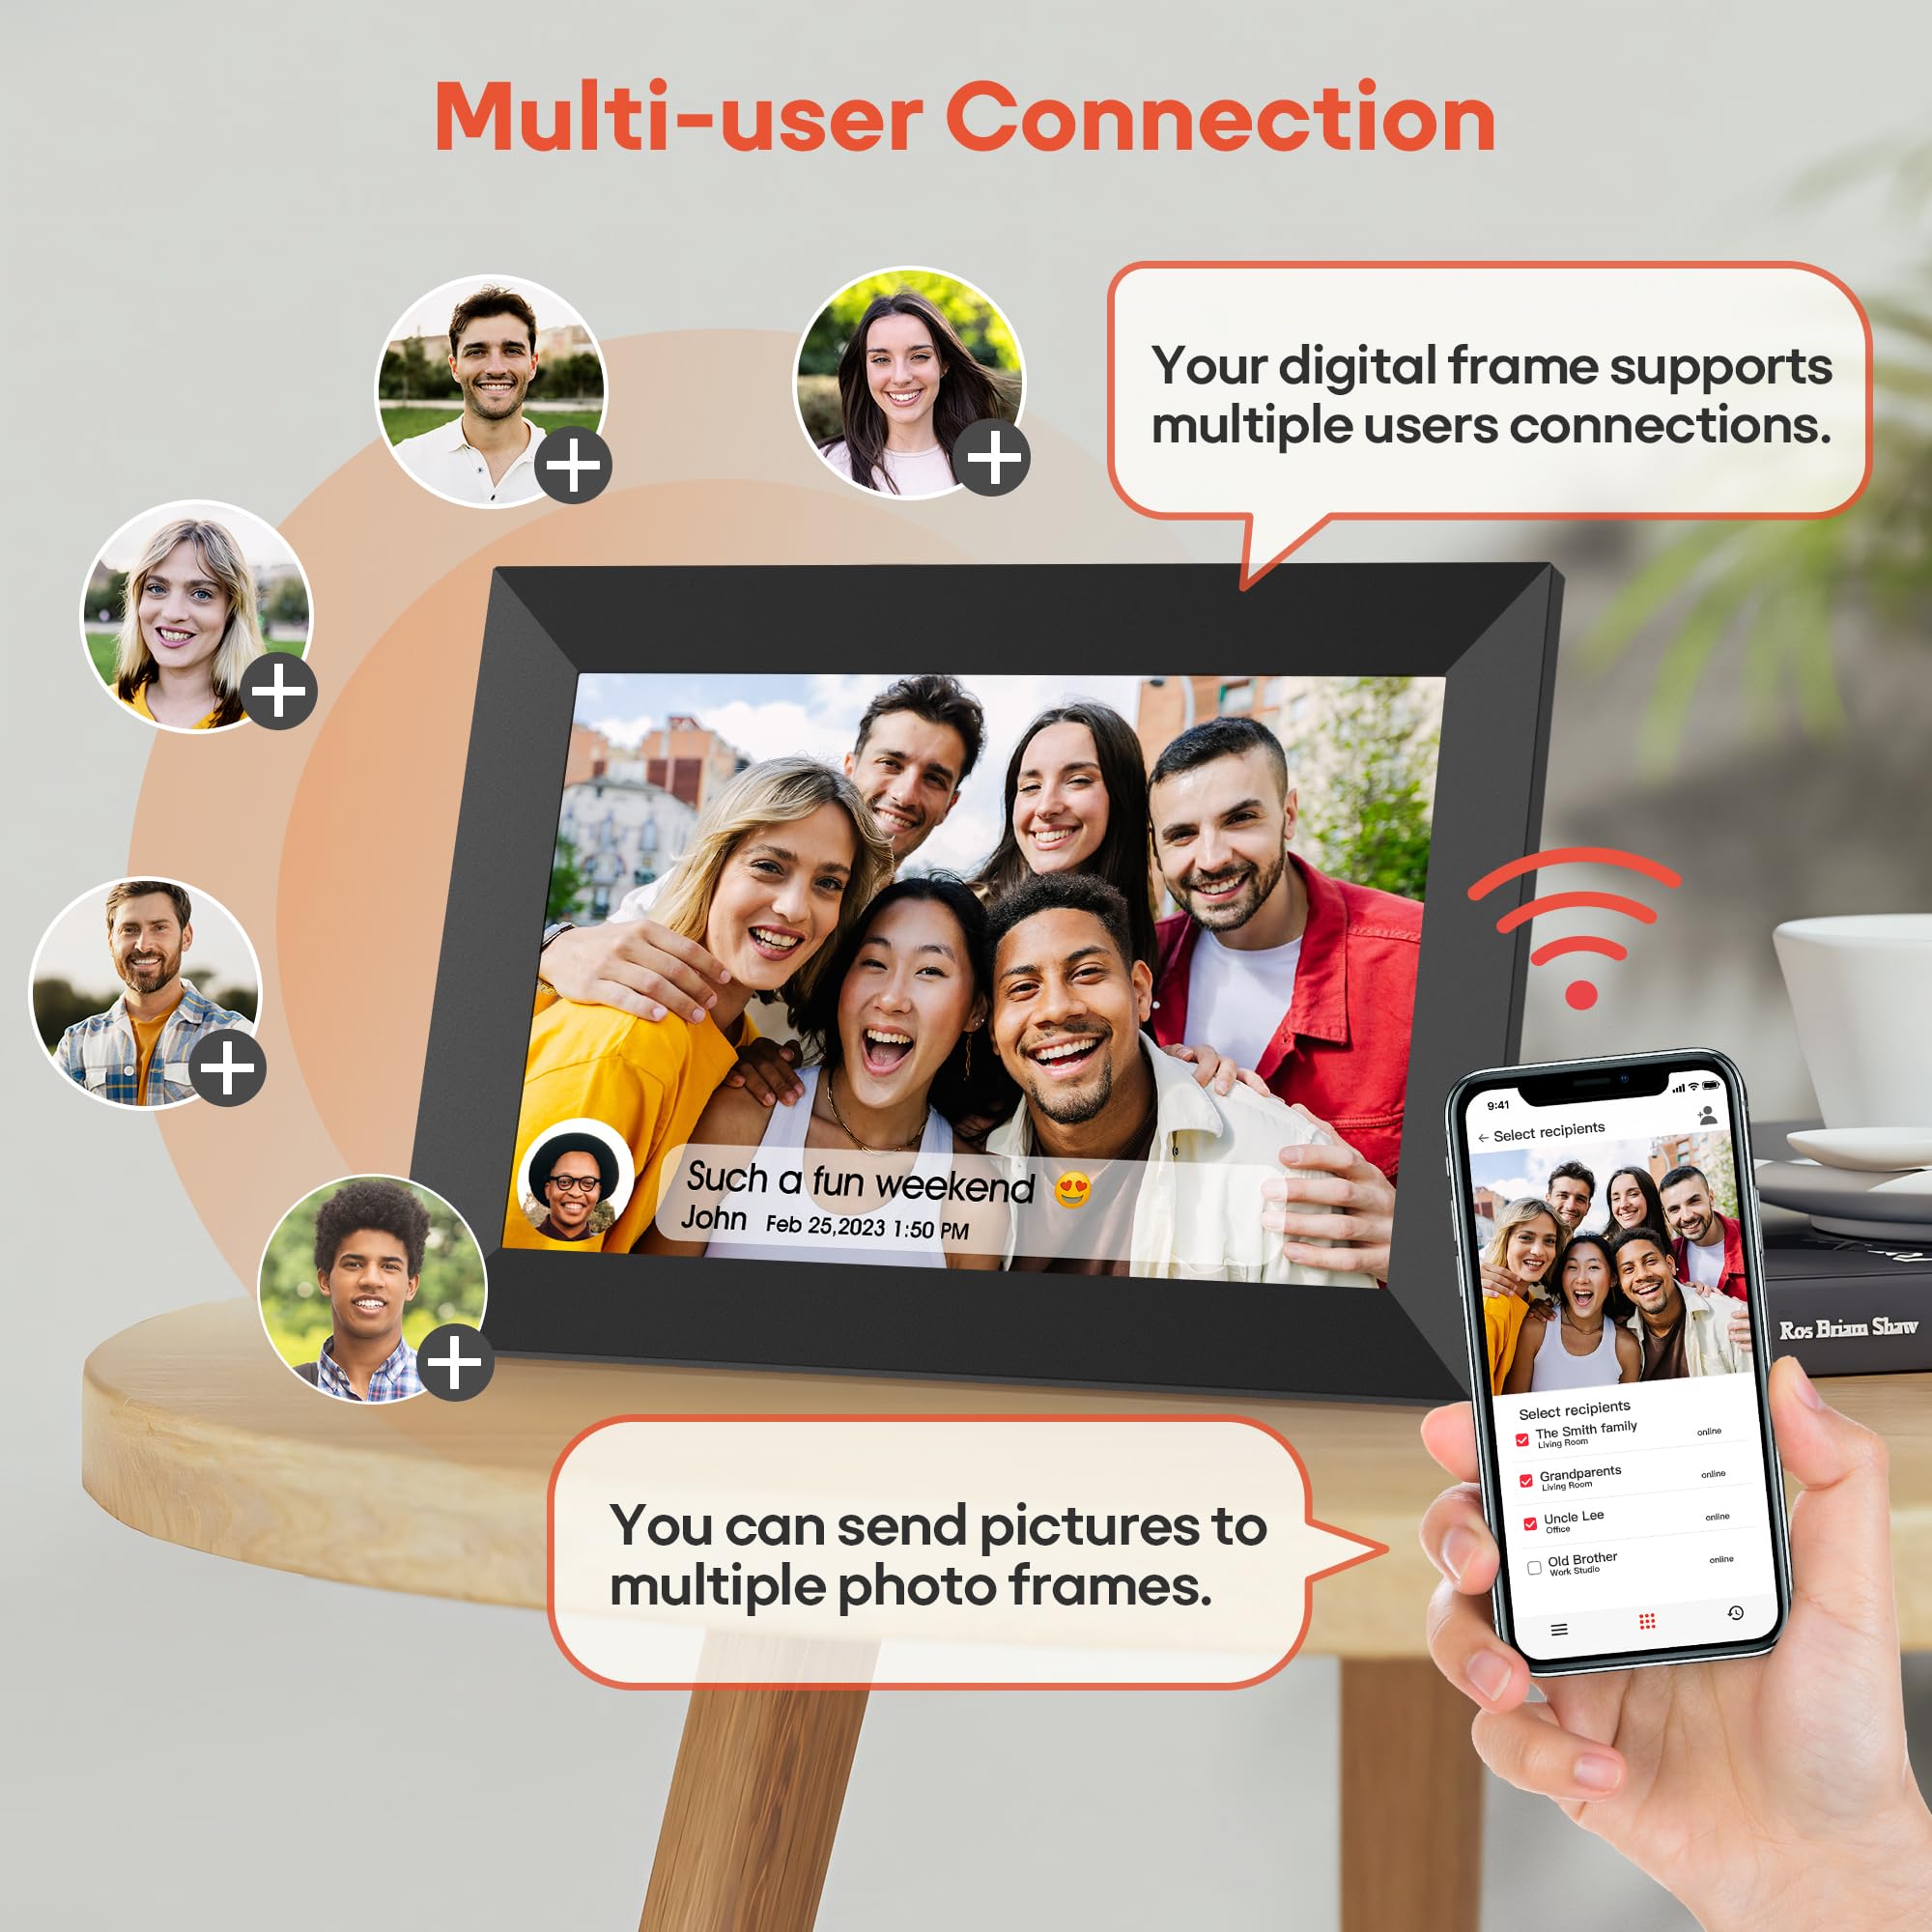 Multi-user Connection
Your digital frame supports
multiple users connections.
Such a fun weekend 😍
John Feb 25,2023 1:50 PM
9:41
← Select recipients
Select recipients
The Smith family
Living Room
online
Grandparents
Living Room
online
Uncle Lee
Office
online
Old Brother
Work Studio
online
Ros Briam Shaw
You can send pictures to
multiple photo frames.